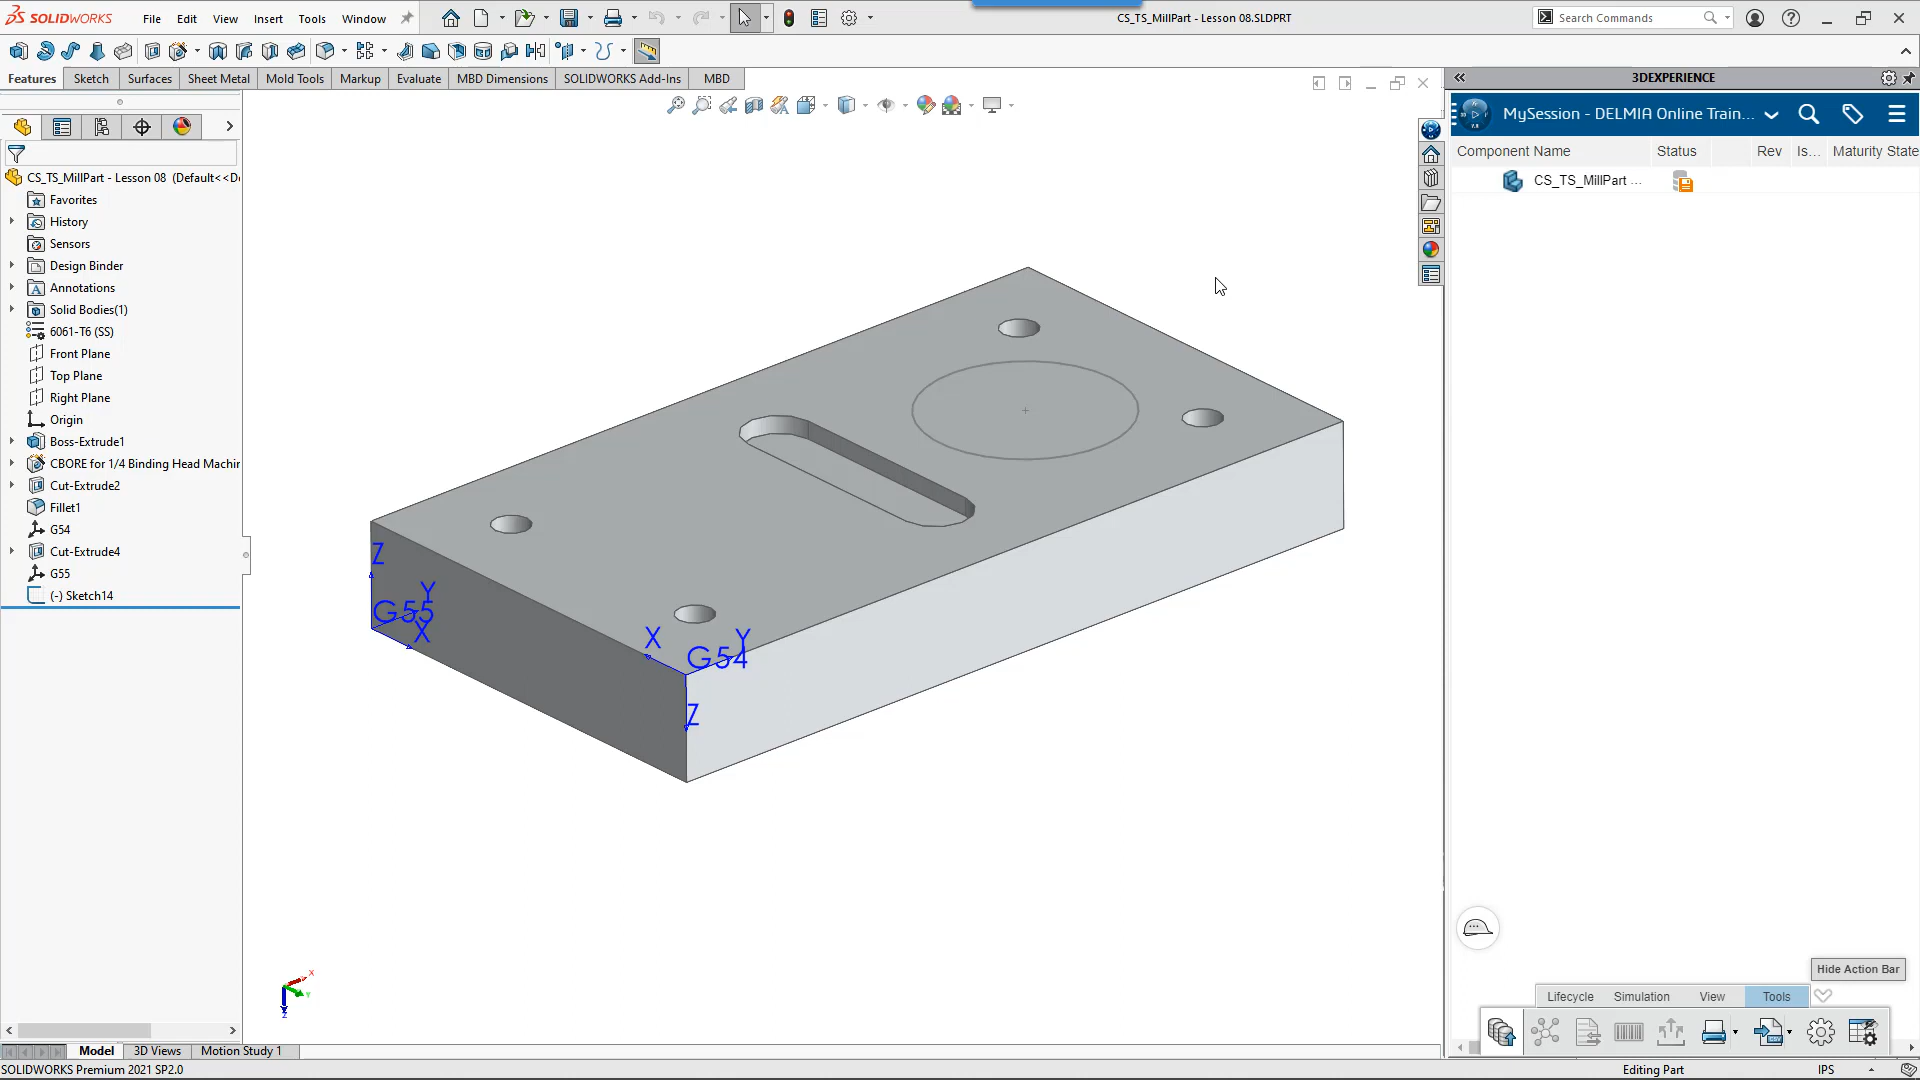 SOLIDWORKS
File Edit View Insert Tools Window
CS_TS_MillPart - Lesson 08.SLDPRT
Search Commands
Features Sketch Surfaces Sheet Metal Mold Tools Markup Evaluate MBD Dimensions SOLIDWORKS Add-Ins MBD
3DEXPERIENCE
MySession - DELMIA Online Train...
Component Name Status Rev Is... Maturity State
CS_TS_MillPart ...
CS_TS_MillPart - Lesson 08 (Default<<D
Favorites
History
Sensors
Design Binder
Annotations
Solid Bodies(1)
6061-T6 (SS)
Front Plane
Top Plane
Right Plane
Origin
Boss-Extrude1
CBORE for 1/4 Binding Head Machin
Cut-Extrude2
Fillet1
G54
Cut-Extrude4
G55
(-) Sketch14
Z
Y
G55
X
X
Y
G54
Z
X
Y
Z
Hide Action Bar
Lifecycle Simulation View Tools
Model 3D Views Motion Study 1
SOLIDWORKS Premium 2021 SP2.0
Editing Part
IPS